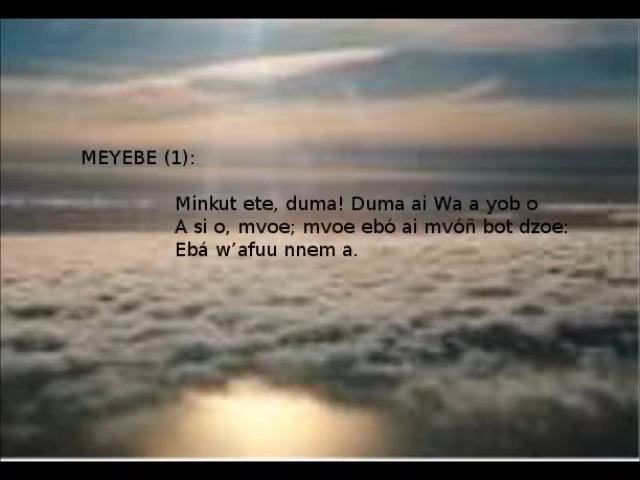 MEYEBE (1):
Minkut ete, duma! Duma ai Wa a yob o
A si o, mvoe; mvoe ebó ai mvóñ bot dzoe:
Ebá w’afuu nnem a.